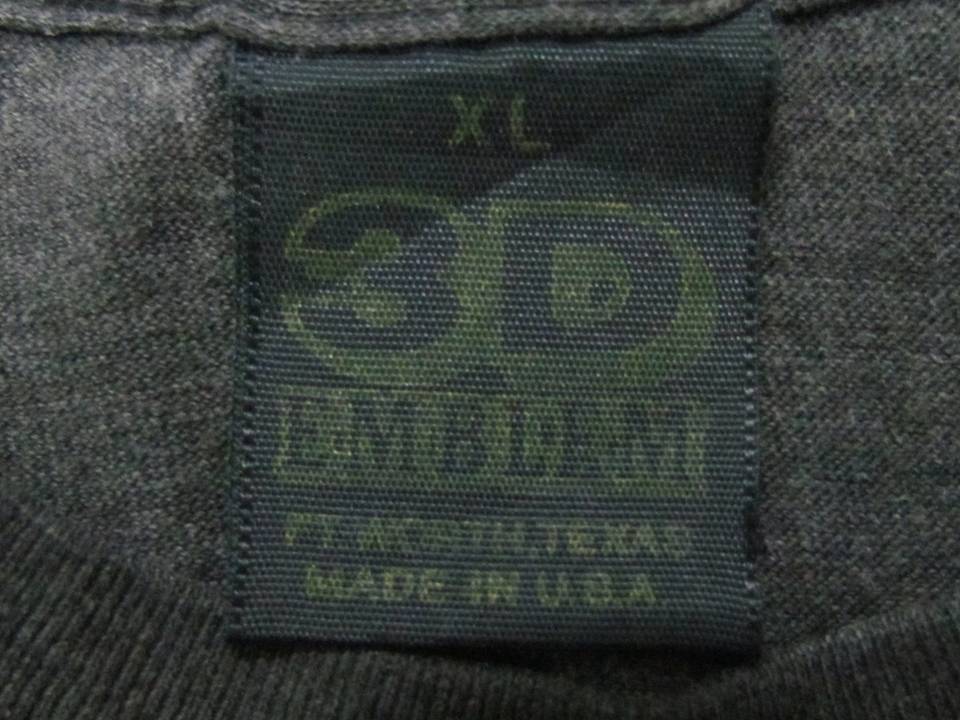 XL
3D
EMBLEM
FT. WORTH, TEXAS
MADE IN U.S.A.